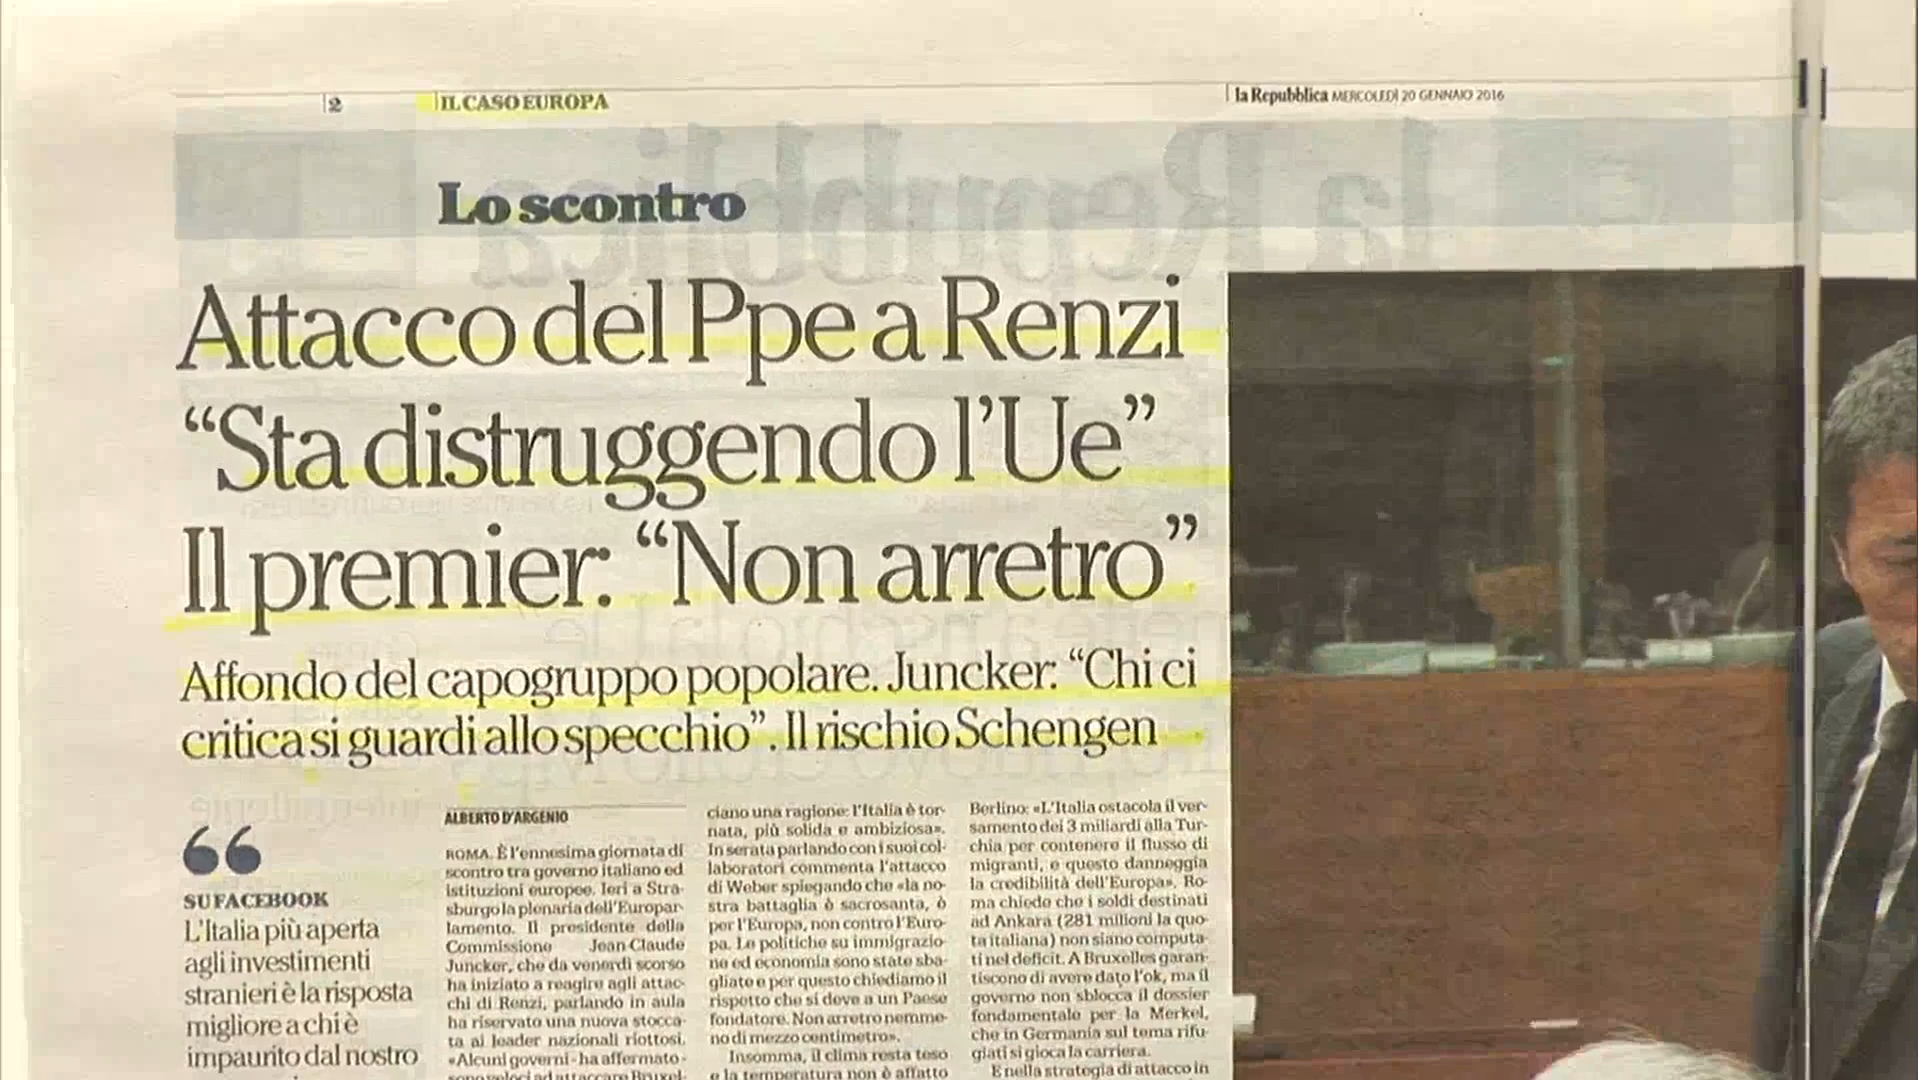 2
IL CASO EUROPA
la Repubblica MERCOLEDÌ 20 GENNAIO 2016
Lo scontro
Attacco del Ppe a Renzi
“Sta distruggendo l’Ue”
Il premier: “Non arretro”
Affondo del capogruppo popolare. Juncker: “Chi ci
critica si guardi allo specchio”. Il rischio Schengen
“
SU FACEBOOK
L’Italia più aperta
agli investimenti
stranieri è la risposta
migliore a chi è
impaurito dal nostro
ALBERTO D’ARGENIO
ROMA. È l’ennesima giornata di
scontro tra governo italiano ed
istituzioni europee. Ieri a Stra-
sburgo la plenaria dell’Europar-
lamento. Il presidente della
Commissione Jean Claude
Juncker, che da venerdì scorso
ha iniziato a reagire agli attac-
chi di Renzi, parlando in aula
ha riservato una nuova stocca-
ta ai leader nazionali riottosi.
«Alcuni governi - ha affermato -
sono veloci ad attaccare Bruxel-
ciano una ragione: l’Italia è tor-
nata, più solida e ambiziosa».
In serata parlando con i suoi col-
laboratori commenta l’attacco
di Weber spiegando che «la no-
stra battaglia è sacrosanta, è
per l’Europa, non contro l’Euro-
pa. Le politiche su immigrazio-
ne ed economia sono state sba-
gliate e per questo chiediamo il
rispetto che si deve a un Paese
fondatore. Non arretro nemme-
no di mezzo centimetro».
Insomma, il clima resta teso
e la temperatura non è affatto
Berlino: «L’Italia ostacola il ver-
samento dei 3 miliardi alla Tur-
chia per contenere il flusso di
migranti, e questo danneggia
la credibilità dell’Europa». Ro-
ma chiede che i soldi destinati
ad Ankara (281 milioni la quo-
ta italiana) non siano computa-
ti nel deficit. A Bruxelles garan-
tiscono di avere dato l’ok, ma il
governo non sblocca il dossier
fondamentale per la Merkel,
che in Germania sul tema rifu-
giati si gioca la carriera.
E nella strategia di attacco in